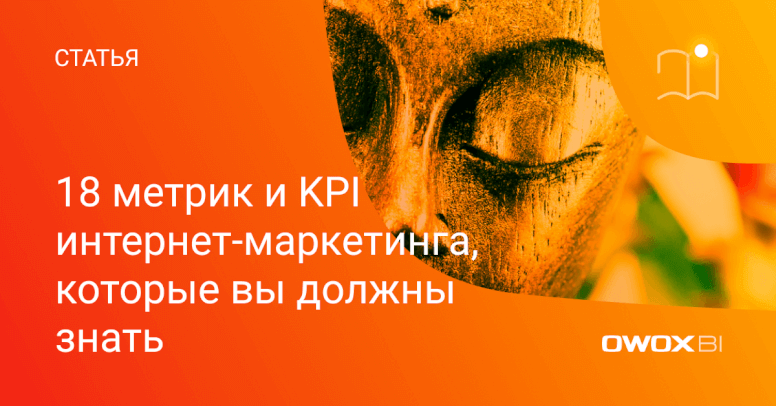 СТАТЬЯ
18 метрик и KPI
интернет-маркетинга,
которые вы должны
знать
OWOX BI